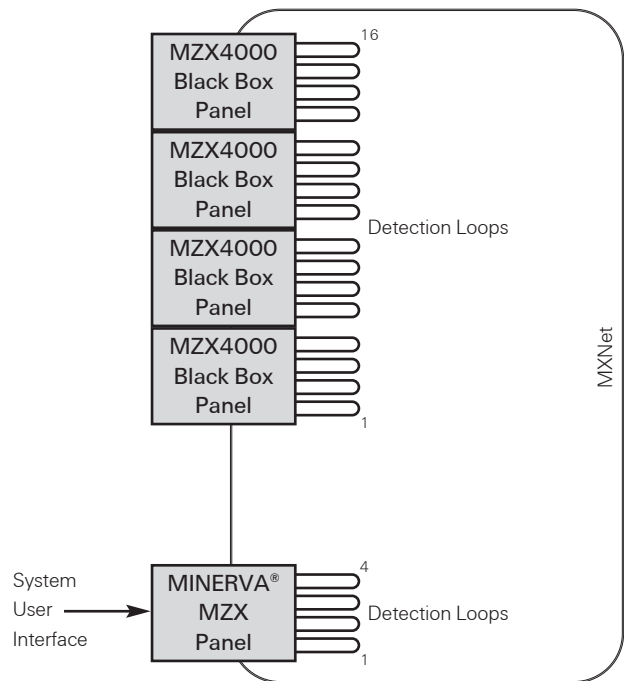 16
MZX4000
Black Box
Panel
MZX4000
Black Box
Panel
Detection Loops
MZX4000
Black Box
Panel
MZX4000
Black Box
Panel
1
MXNet
System
User
Interface
MINERVA®
MZX
Panel
4
Detection Loops
1